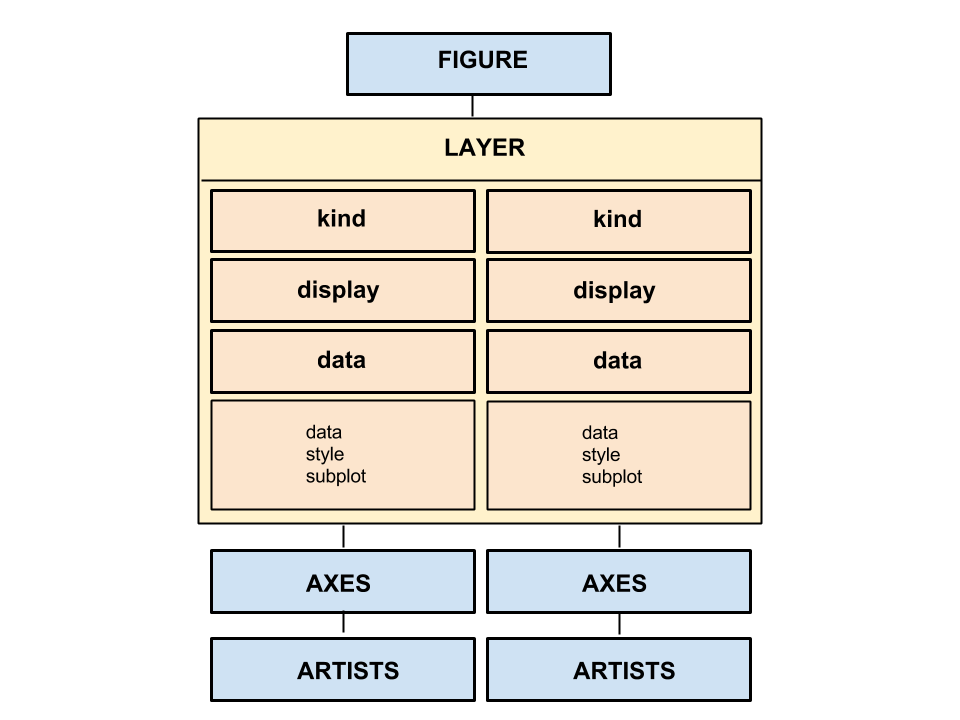 FIGURE
LAYER
kind kind
display display
data data
data data
style style
subplot subplot
AXES AXES
ARTISTS ARTISTS